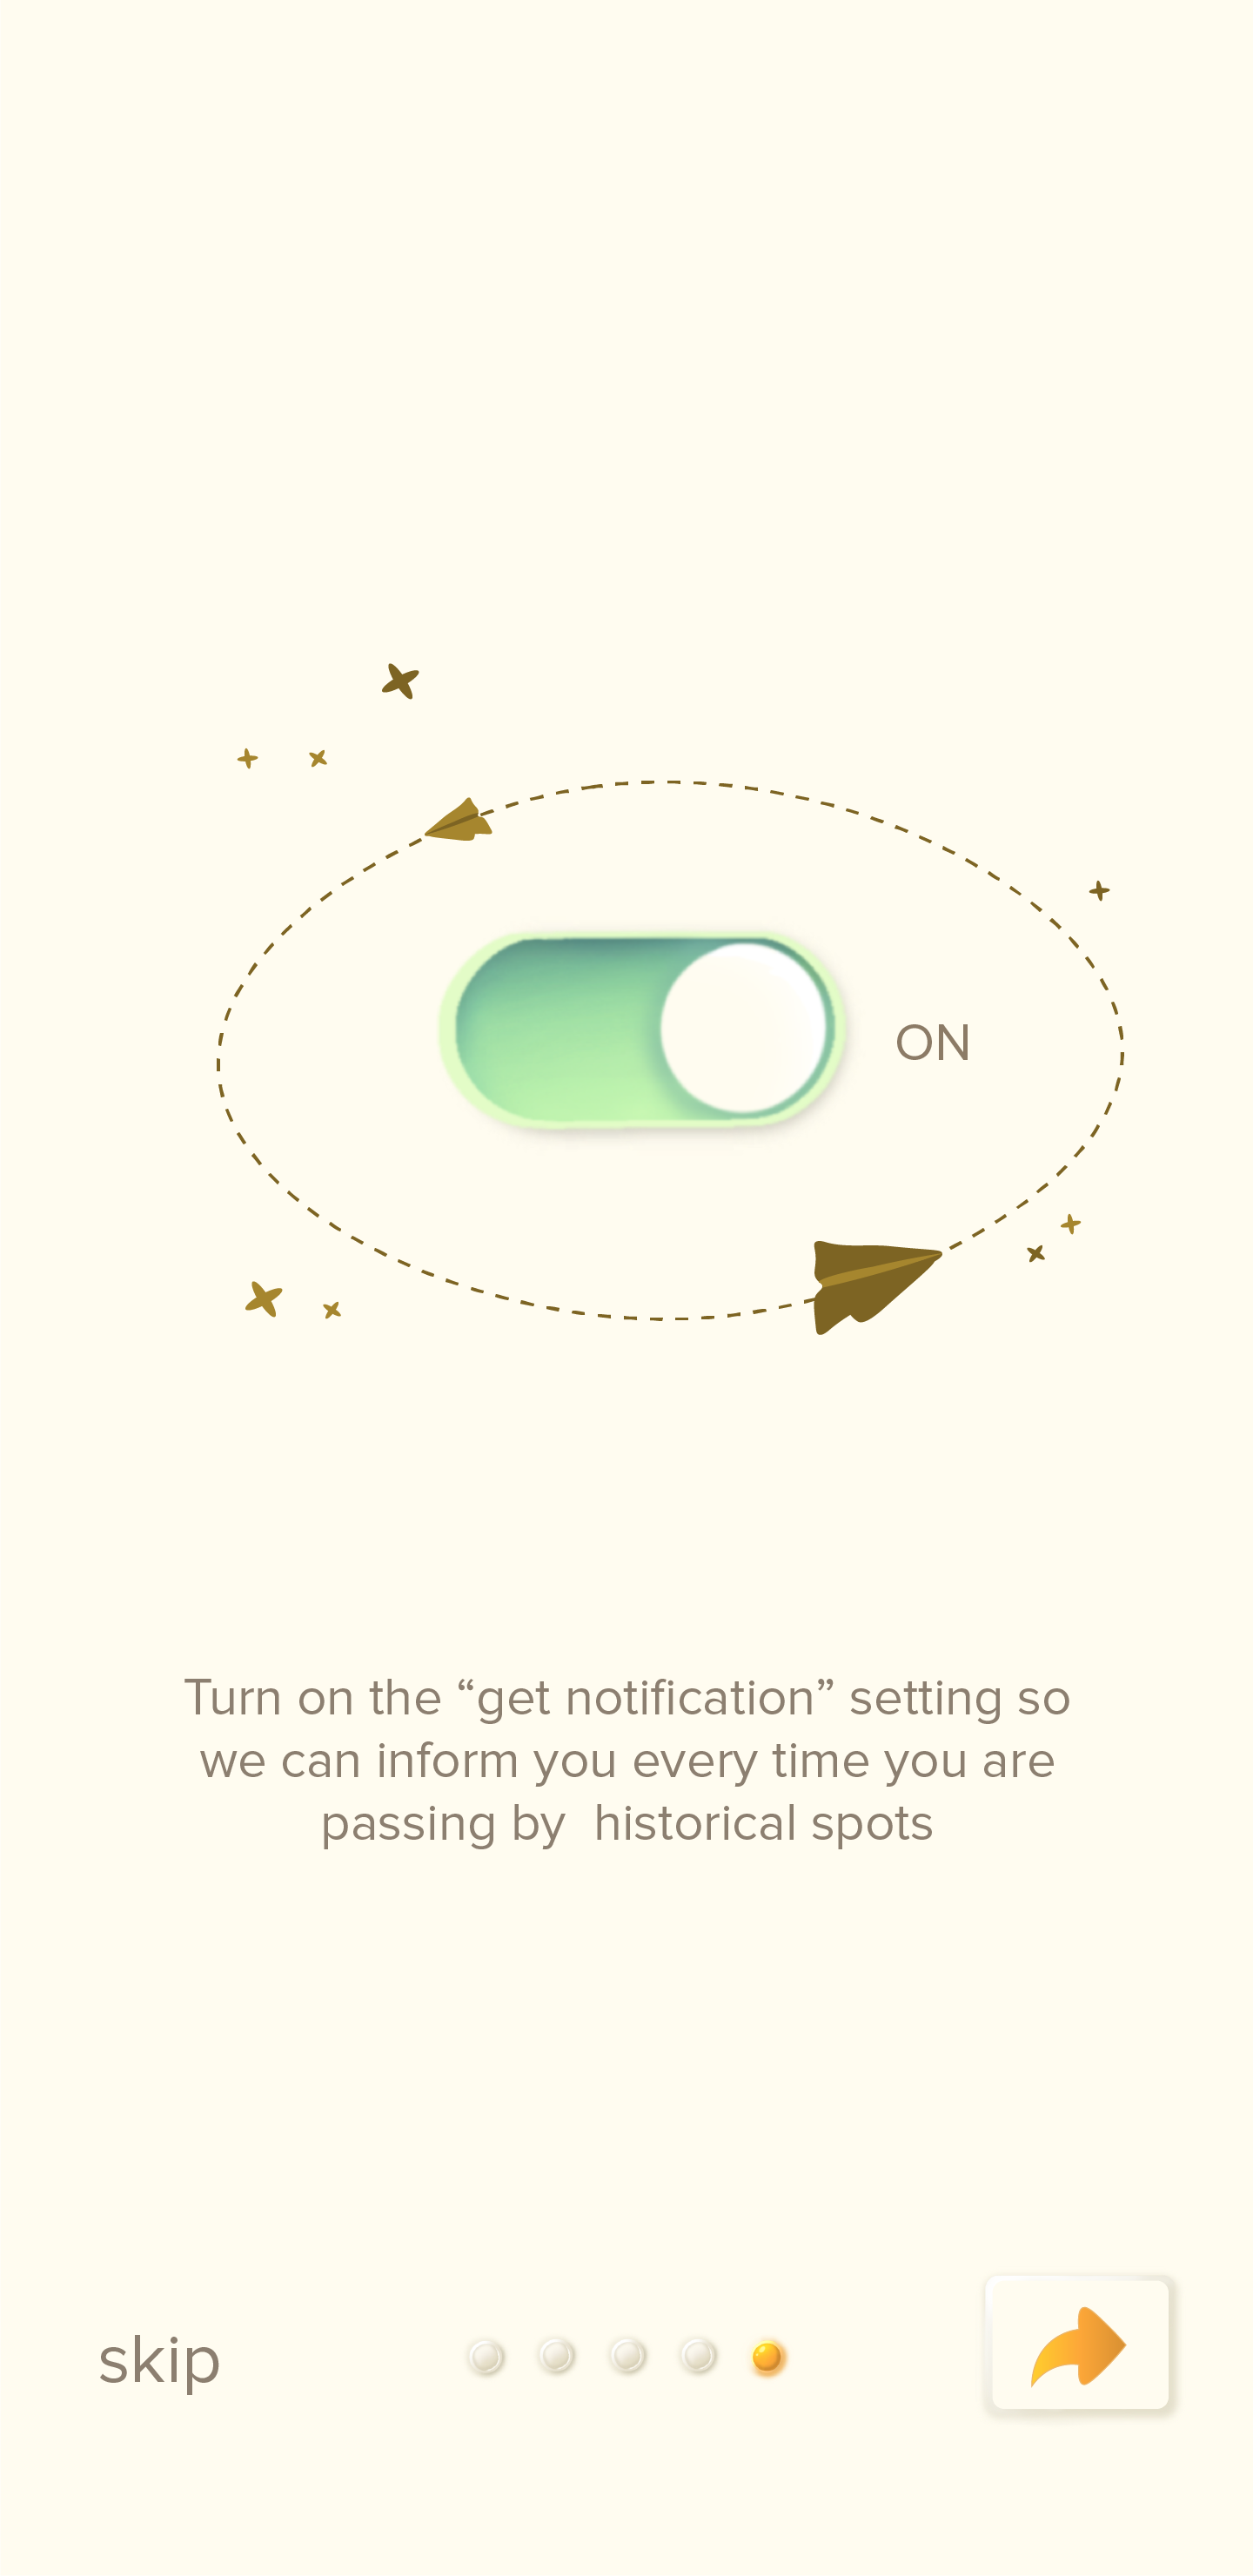 ON
Turn on the “get notification” setting so
we can inform you every time you are
passing by  historical spots
skip